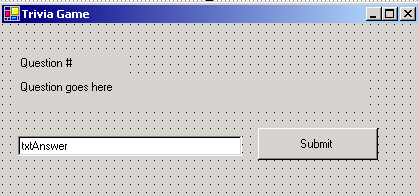 Trivia Game
Question #
Question goes here
txtAnswer
Submit